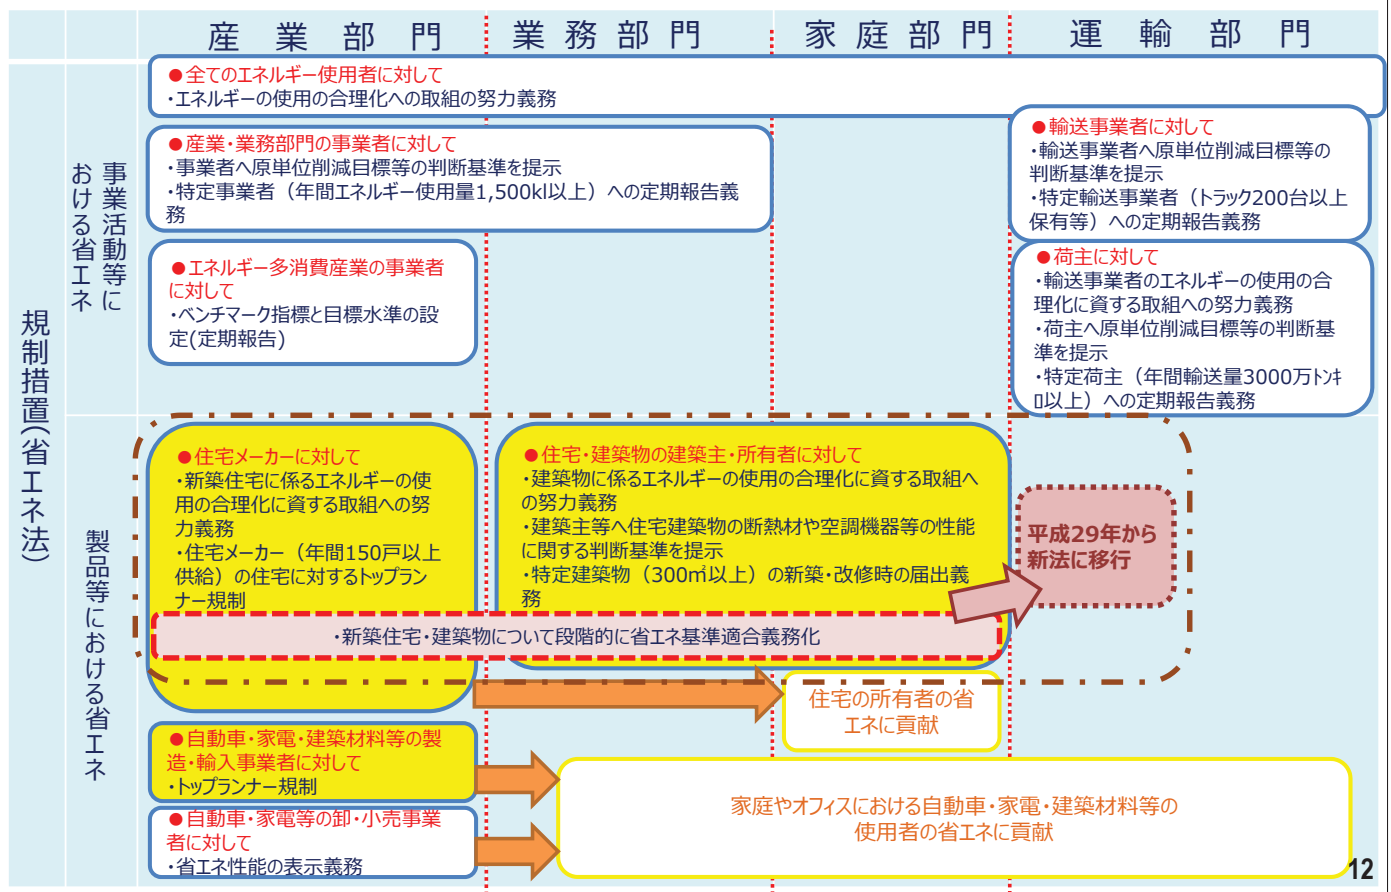 産業部門
業務部門
家庭部門
運輸部門
規制措置(省エネ法)
事業活動等に
おける省エネ
●全てのエネルギー使用者に対して
・エネルギーの使用の合理化への取組の努力義務
●産業・業務部門の事業者に対して
・事業者へ原単位削減目標等の判断基準を提示
・特定事業者（年間エネルギー使用量1,500kl以上）への定期報告義
務
●輸送事業者に対して
・輸送事業者へ原単位削減目標等の
判断基準を提示
・特定輸送事業者（トラック200台以上
保有等）への定期報告義務
●エネルギー多消費産業の事業者
に対して
・ベンチマーク指標と目標水準の設
定(定期報告)
●荷主に対して
・輸送事業者のエネルギーの使用の合
理化に資する取組への努力義務
・荷主へ原単位削減目標等の判断基
準を提示
・特定荷主（年間輸送量3000万トンキ
ロ以上）への定期報告義務
製品等における省エネ
●住宅メーカーに対して
・新築住宅に係るエネルギーの使
用の合理化に資する取組への努
力義務
・住宅メーカー（年間150戸以上
供給）の住宅に対するトップラン
ナー規制
●住宅・建築物の建築主・所有者に対して
・建築物に係るエネルギーの使用の合理化に資する取組へ
の努力義務
・建築主等へ住宅建築物の断熱材や空調機器等の性能
に関する判断基準を提示
・特定建築物（300㎡以上）の新築・改修時の届出義
務
平成29年から
新法に移行
・新築住宅・建築物について段階的に省エネ基準適合義務化
住宅の所有者の省
エネに貢献
●自動車・家電・建築材料等の製
造・輸入事業者に対して
・トップランナー規制
●自動車・家電等の卸・小売事業
者に対して
・省エネ性能の表示義務
家庭やオフィスにおける自動車・家電・建築材料等の
使用者の省エネに貢献
12